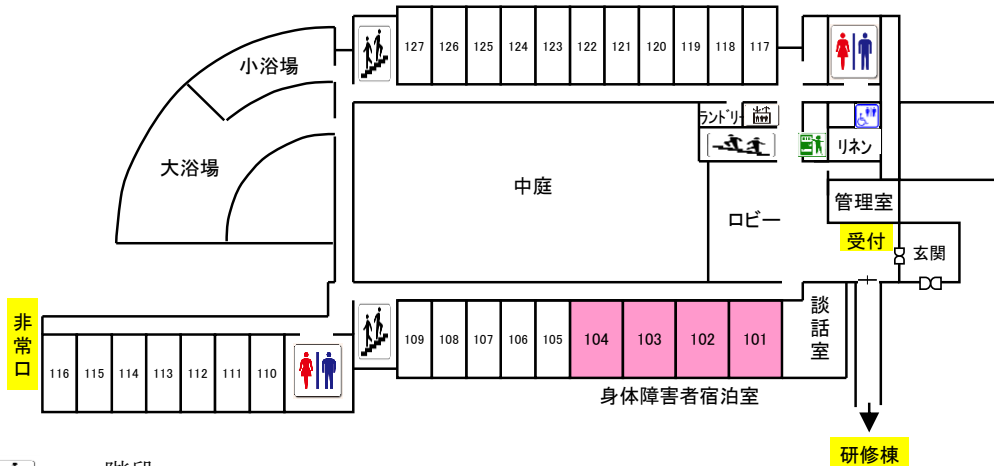 127 126 125 124 123 122 121 120 119 118 117
小浴場
大浴場
ランドリー
リネン
中庭
管理室
ロビー
受付
玄関
非常口
談話室
109 108 107 106 105 104 103 102 101
116 115 114 113 112 111 110
身体障害者宿泊室
研修棟